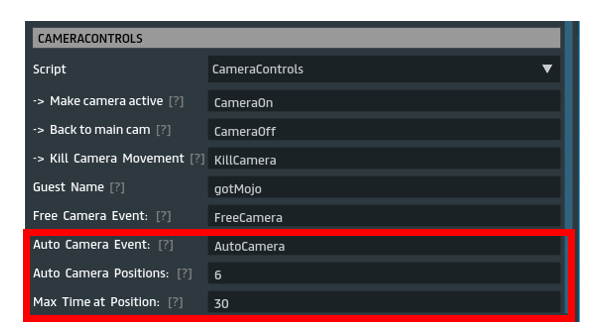 CAMERACONTROLS
Script CameraControls
-> Make camera active [?] CameraOn
-> Back to main cam [?] CameraOff
-> Kill Camera Movement [?] KillCamera
Guest Name [?] gotMojo
Free Camera Event: [?] FreeCamera
Auto Camera Event: [?] AutoCamera
Auto Camera Positions: [?] 6
Max Time at Position: [?] 30